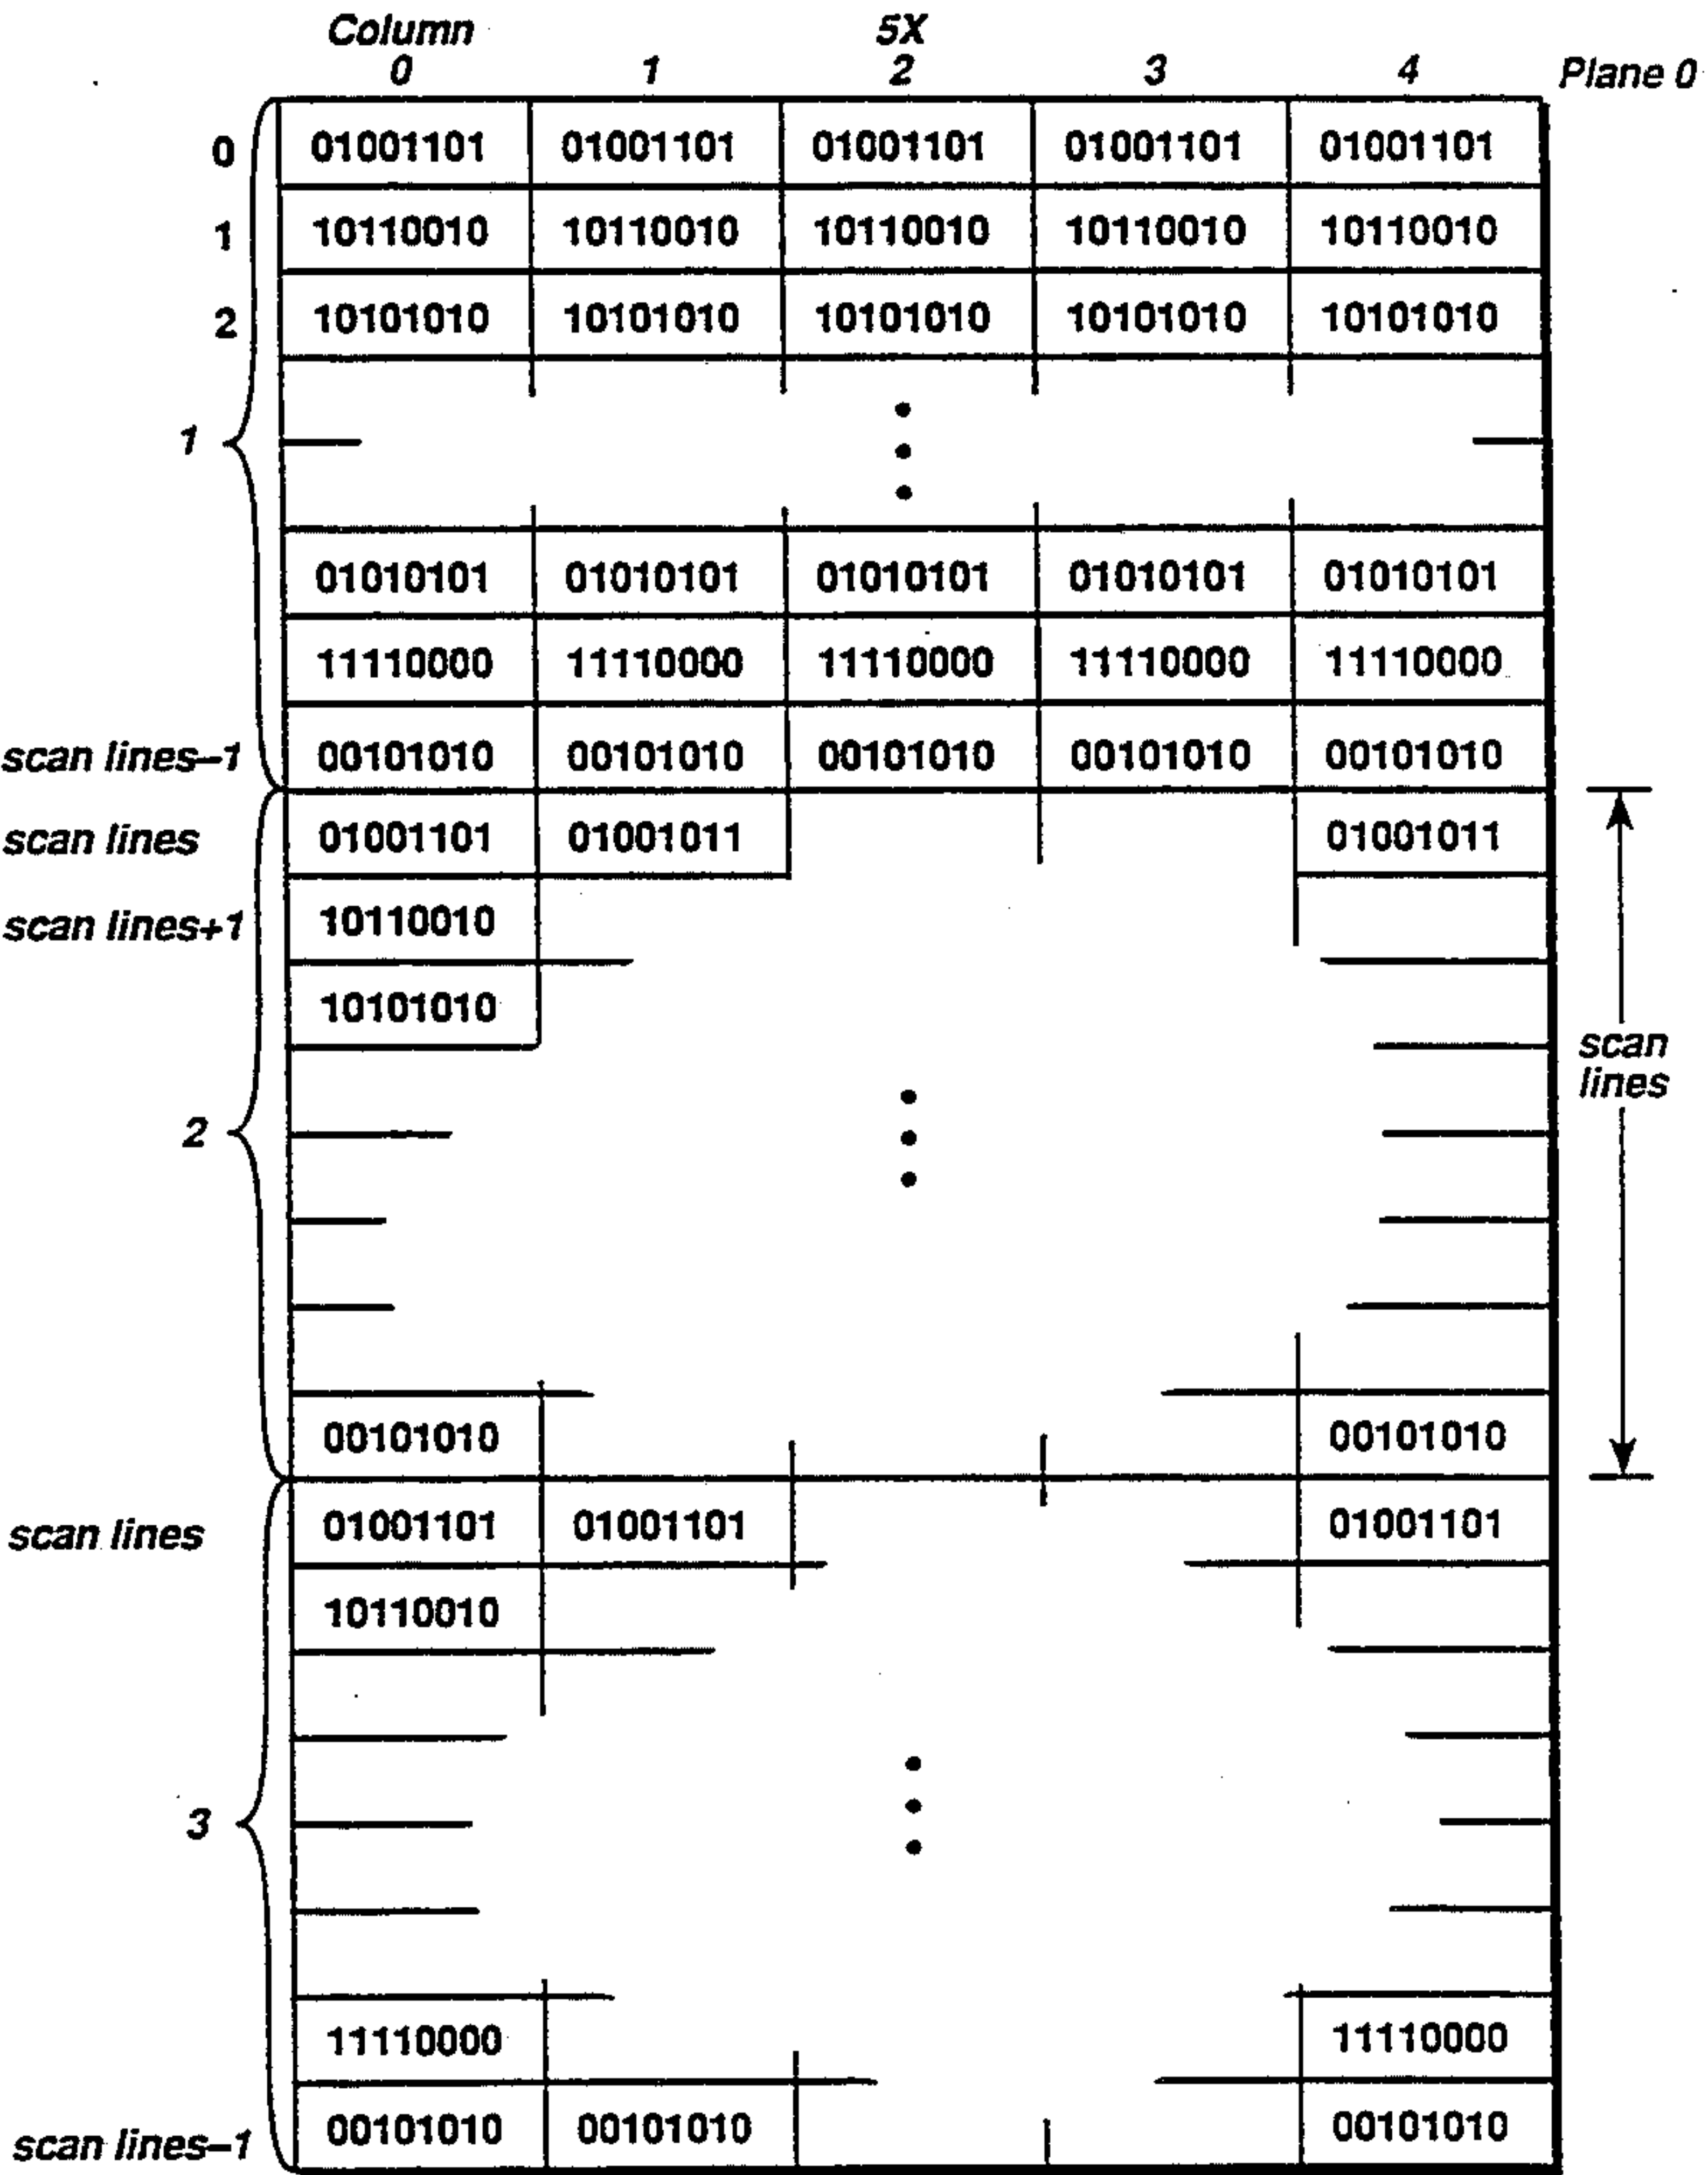 Column 5X
0 1 2 3 4 Plane 0
0 01001101 01001101 01001101 01001101 01001101
1 10110010 10110010 10110010 10110010 10110010
2 10101010 10101010 10101010 10101010 10101010
1
01010101 01010101 01010101 01010101 01010101
11110000 11110000 11110000 11110000 11110000
scan lines–1 00101010 00101010 00101010 00101010 00101010
scan lines 01001101 01001011 01001011
scan lines+1 10110010
10101010
scan
lines
2
00101010 00101010
scan lines 01001101 01001101 01001101
10110010
3
11110000 11110000
scan lines–1 00101010 00101010 00101010